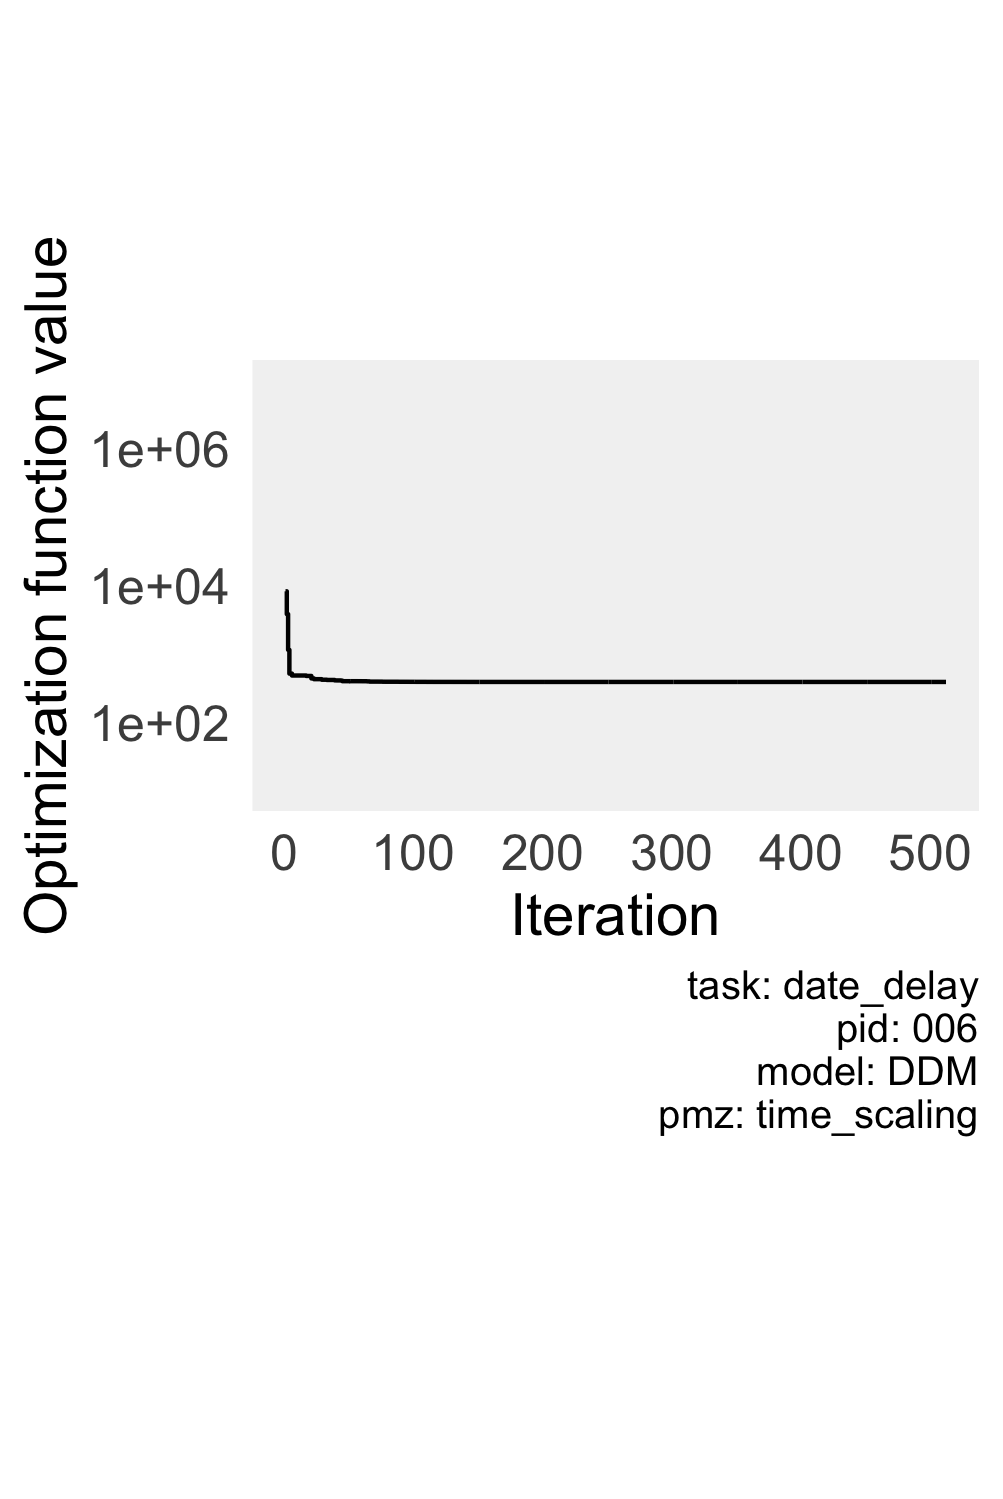 Optimization function value
1e+06
1e+04
1e+02
0 100 200 300 400 500
Iteration
task: date_delay
pid: 006
model: DDM
pmz: time_scaling